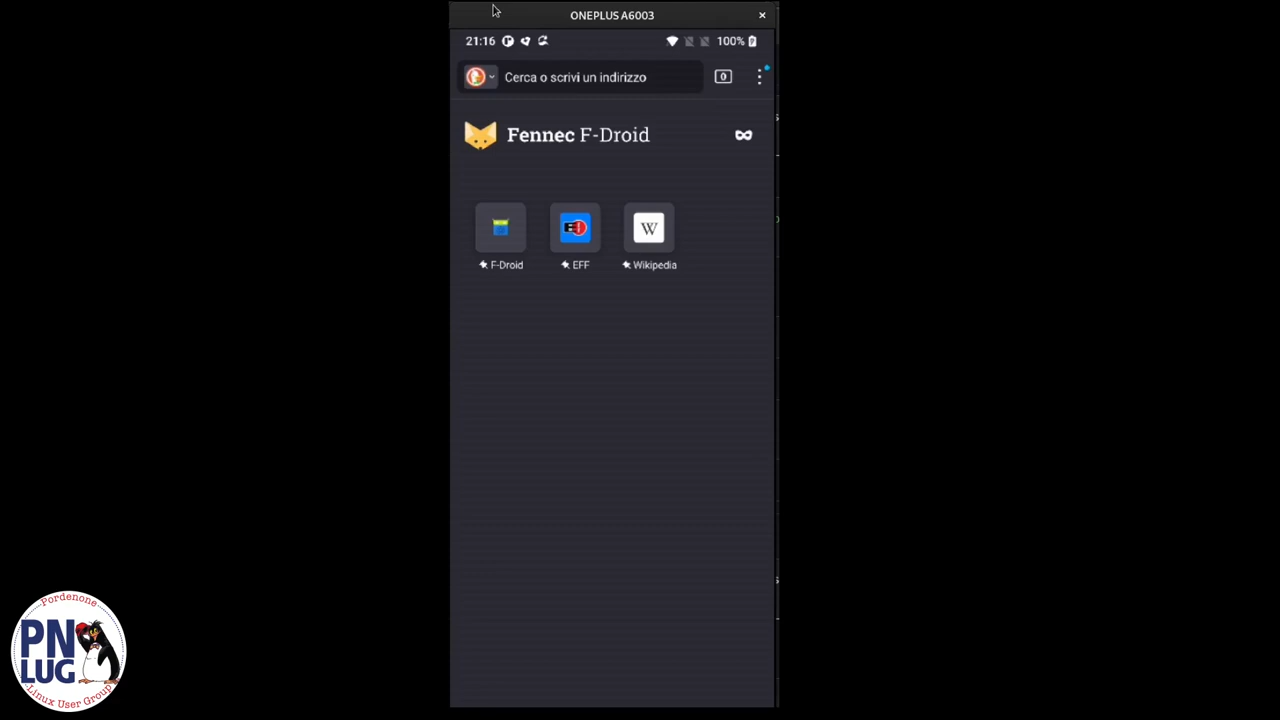 ONEPLUS A6003
21:16
100%
Cerca o scrivi un indirizzo
0
Fennec F-Droid
W
F-Droid
EFF
Wikipedia
Pordenone
PN
LUG
Linux User Group